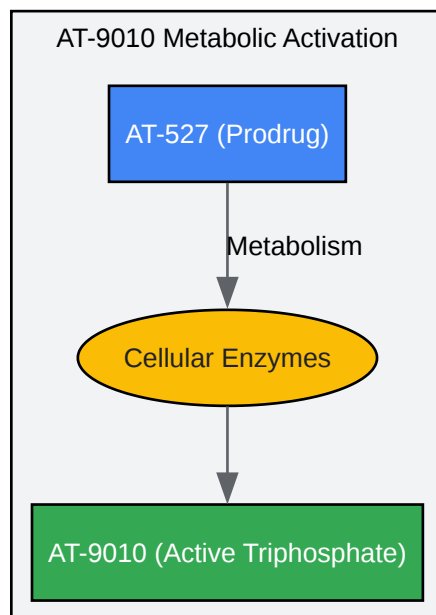 AT-9010 Metabolic Activation
AT-527 (Prodrug)
Metabolism
Cellular Enzymes
AT-9010 (Active Triphosphate)